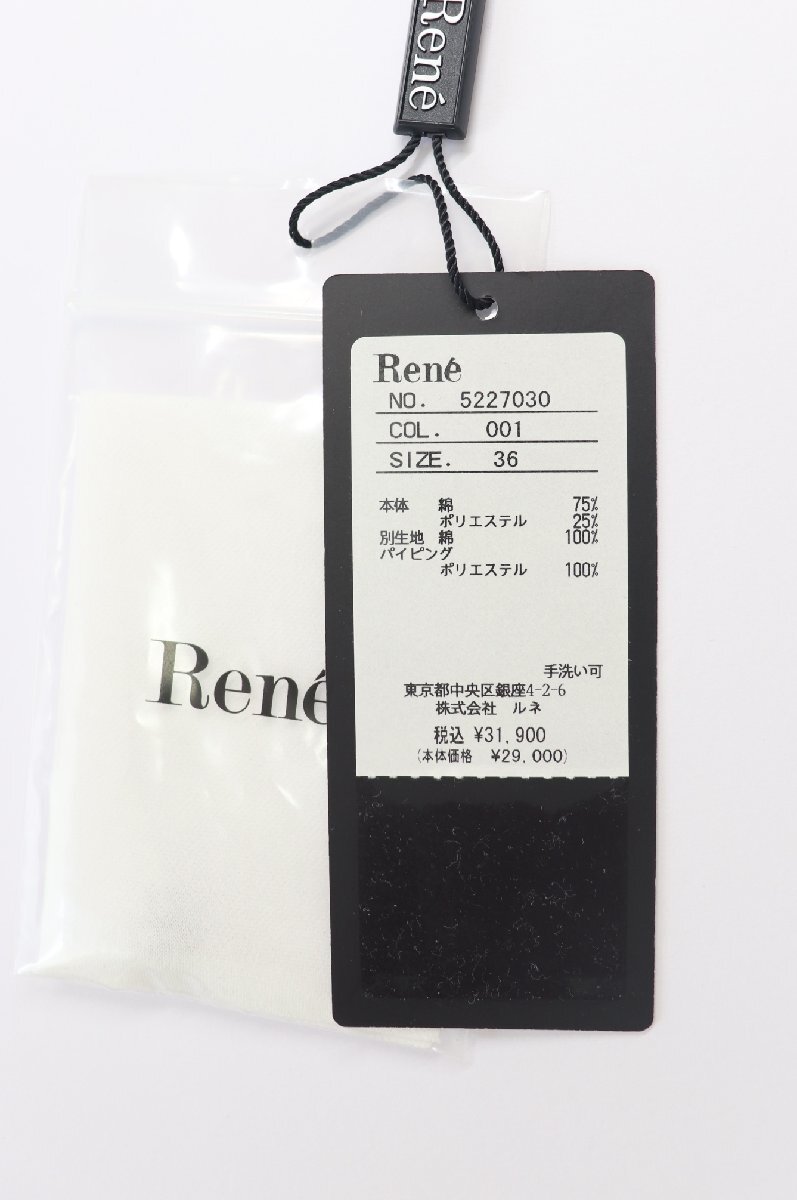 René
René
NO. 5227030
COL. 001
SIZE. 36
本体 綿 75%
ポリエステル 25%
別生地 綿 100%
パイピング
ポリエステル 100%
手洗い可
東京都中央区銀座4-2-6
株式会社 ルネ
税込 ¥31,900
(本体価格 ¥29,000)
René